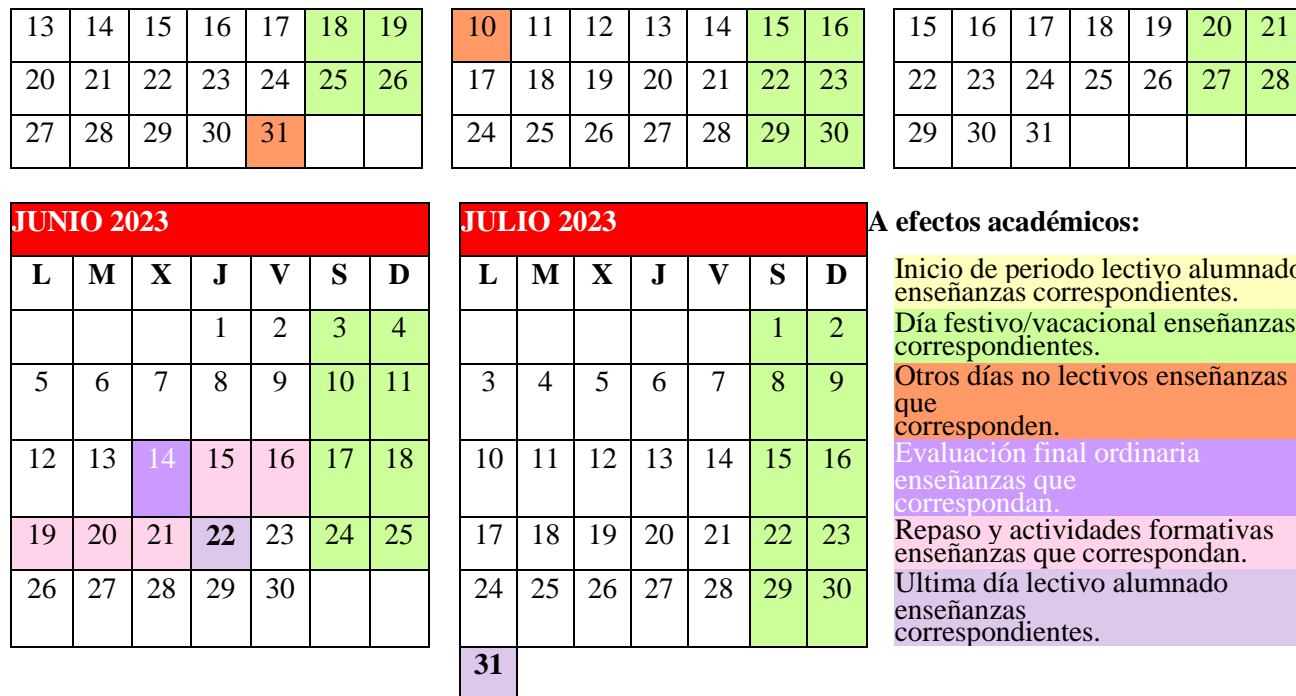 13 14 15 16 17 18 19
20 21 22 23 24 25 26
27 28 29 30 31
10 11 12 13 14 15 16
17 18 19 20 21 22 23
24 25 26 27 28 29 30
15 16 17 18 19 20 21
22 23 24 25 26 27 28
29 30 31
JUNIO 2023
L M X J V S D
1 2 3 4
5 6 7 8 9 10 11
12 13 14 15 16 17 18
19 20 21 22 23 24 25
26 27 28 29 30
JULIO 2023
L M X J V S D
1 2
3 4 5 6 7 8 9
10 11 12 13 14 15 16
17 18 19 20 21 22 23
24 25 26 27 28 29 30
31
A efectos académicos:
Inicio de periodo lectivo alumnado
enseñanzas correspondientes.
Día festivo/vacacional enseñanzas
correspondientes.
Otros días no lectivos enseñanzas
que
corresponden.
Evaluación final ordinaria
enseñanzas que
correspondan.
Repaso y actividades formativas
enseñanzas que correspondan.
Ultima día lectivo alumnado
enseñanzas
correspondientes.